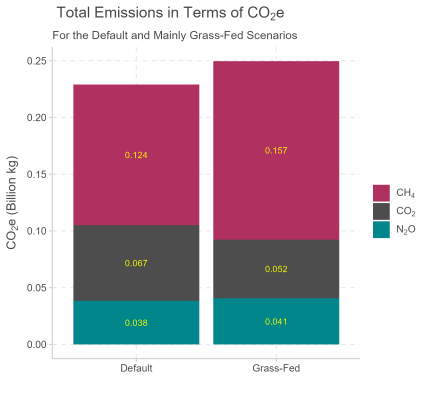 Total Emissions in Terms of CO₂e
For the Default and Mainly Grass-Fed Scenarios
0.25
0.20
0.15
0.10
0.05
0.00
CO₂e (Billion kg)
0.124
0.067
0.038
0.157
0.052
0.041
Default
Grass-Fed
CH₄
CO₂
N₂O